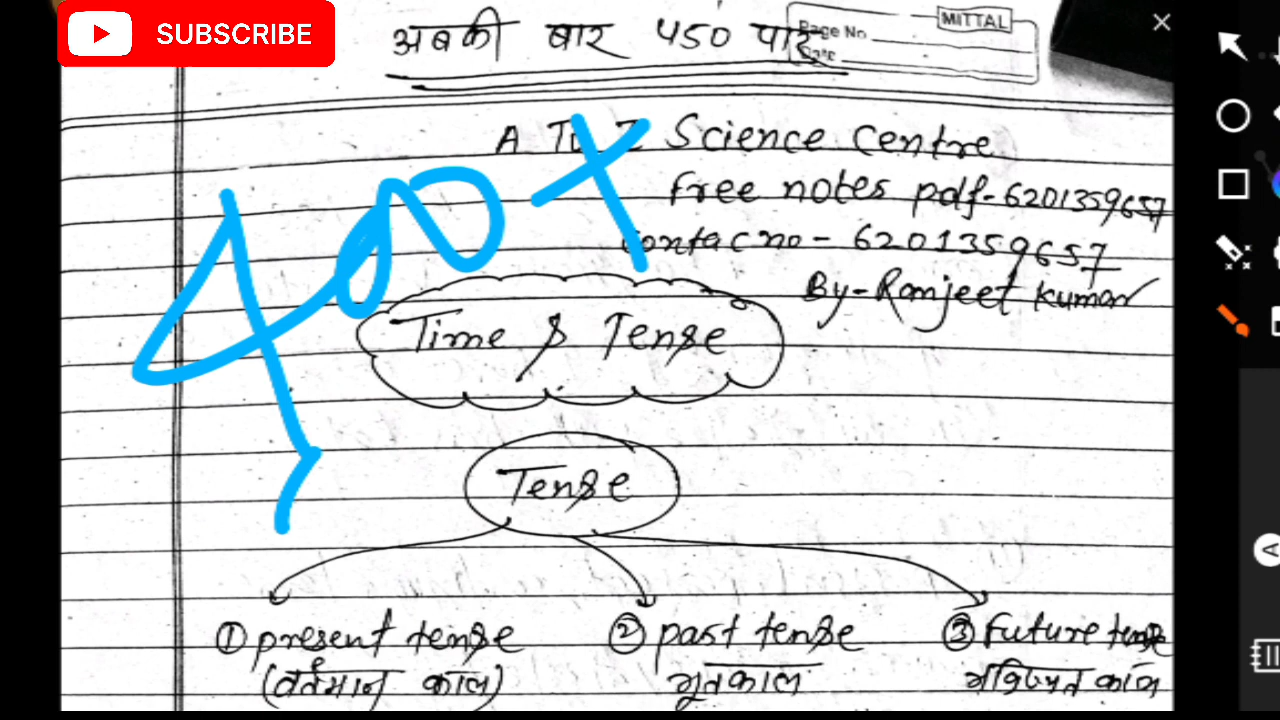 SUBSCRIBE
अबकी बार 450 पार
MITTAL
Page No
Date
A To Z Science Centre
400+
Free notes pdf-6201359657
contac no - 6201359657
By-Ranjeet Kumar
Time & Tense
Tense
① present tense ② past tense ③ Future tense
(वर्तमान काल) भूतकाल भविष्यत काल
A